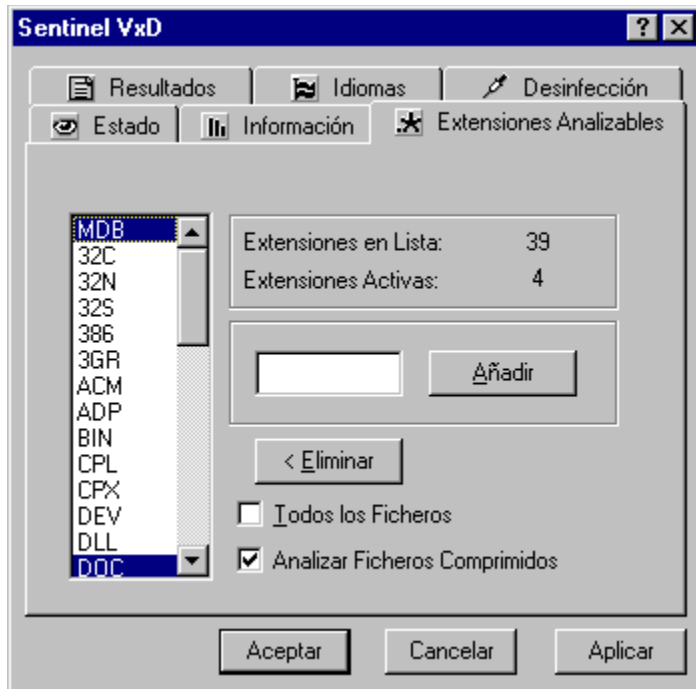 Sentinel VxD
Resultados
Idiomas
Desinfección
Estado
Información
Extensiones Analizables
MDB
32C
32N
32S
386
3GR
ACM
ADP
BIN
CPL
CPX
DEV
DLL
DOC
Extensiones en Lista: 39
Extensiones Activas: 4
Añadir
< Eliminar
Todos los Ficheros
Analizar Ficheros Comprimidos
Aceptar
Cancelar
Aplicar